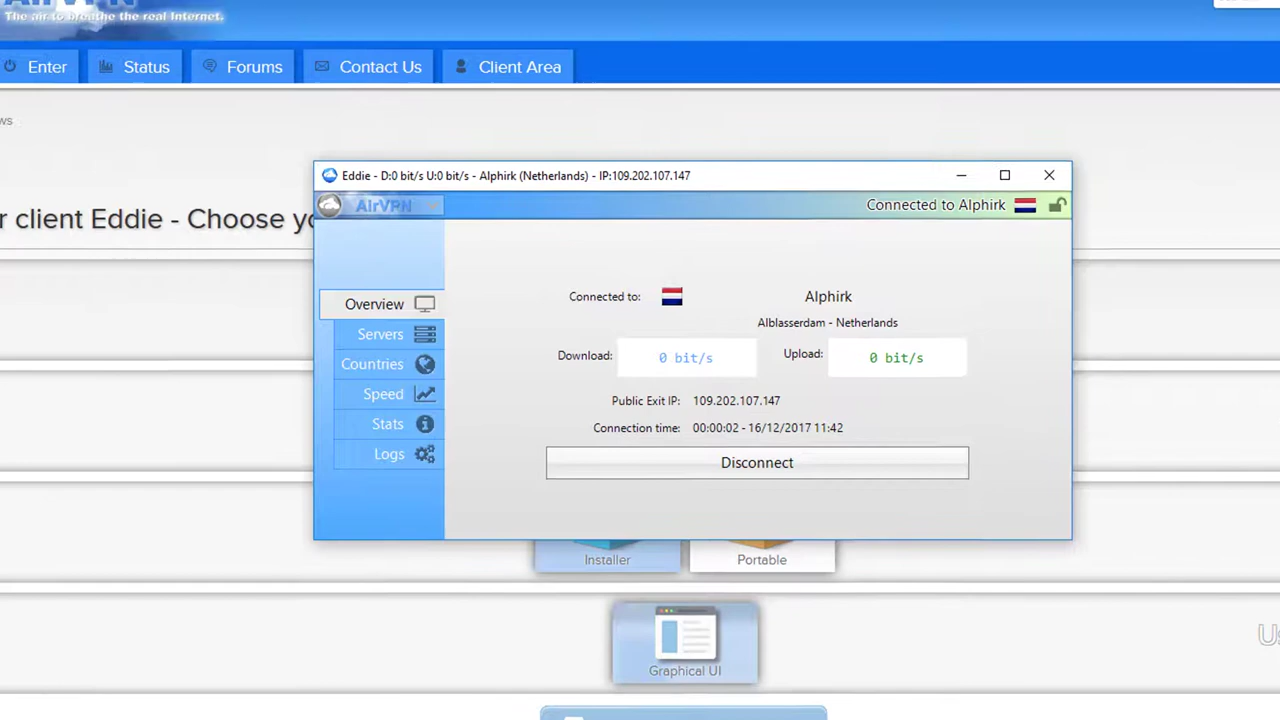 AirVPN
The air to breathe the real Internet.
Enter
Status
Forums
Contact Us
Client Area
ws
r client Eddie - Choose yo
Eddie - D:0 bit/s U:0 bit/s - Alphirk (Netherlands) - IP:109.202.107.147
AirVPN
Connected to Alphirk
Overview
Servers
Countries
Speed
Stats
Logs
Connected to:
Alphirk
Alblasserdam - Netherlands
Download:
0 bit/s
Upload:
0 bit/s
Public Exit IP:
109.202.107.147
Connection time:
00:00:02 - 16/12/2017 11:42
Disconnect
Installer
Portable
Graphical UI